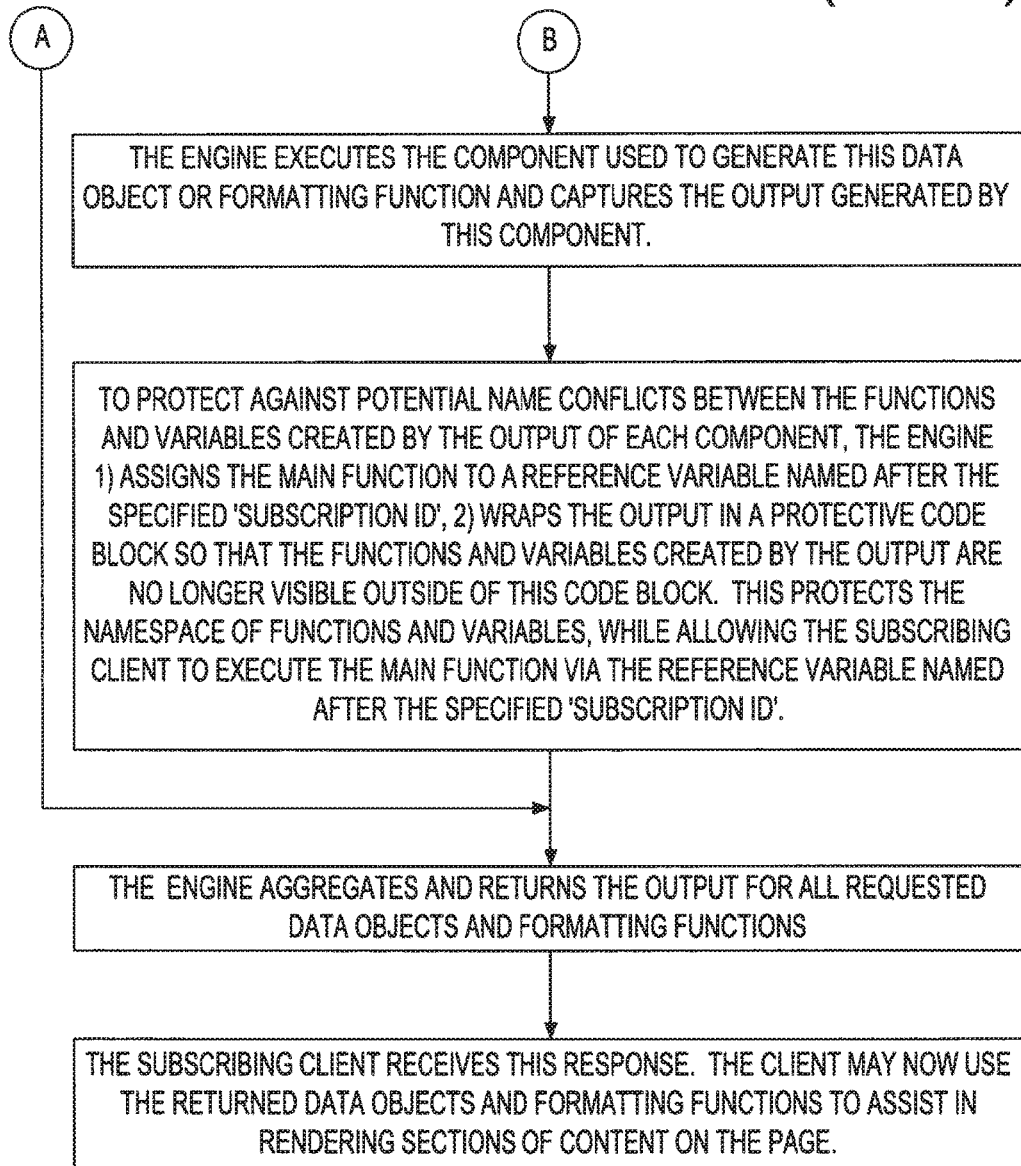 A
B
THE ENGINE EXECUTES THE COMPONENT USED TO GENERATE THIS DATA
OBJECT OR FORMATTING FUNCTION AND CAPTURES THE OUTPUT GENERATED BY
THIS COMPONENT.
TO PROTECT AGAINST POTENTIAL NAME CONFLICTS BETWEEN THE FUNCTIONS
AND VARIABLES CREATED BY THE OUTPUT OF EACH COMPONENT, THE ENGINE
1) ASSIGNS THE MAIN FUNCTION TO A REFERENCE VARIABLE NAMED AFTER THE
SPECIFIED 'SUBSCRIPTION ID', 2) WRAPS THE OUTPUT IN A PROTECTIVE CODE
BLOCK SO THAT THE FUNCTIONS AND VARIABLES CREATED BY THE OUTPUT ARE
NO LONGER VISIBLE OUTSIDE OF THIS CODE BLOCK. THIS PROTECTS THE
NAMESPACE OF FUNCTIONS AND VARIABLES, WHILE ALLOWING THE SUBSCRIBING
CLIENT TO EXECUTE THE MAIN FUNCTION VIA THE REFERENCE VARIABLE NAMED
AFTER THE SPECIFIED 'SUBSCRIPTION ID'.
THE ENGINE AGGREGATES AND RETURNS THE OUTPUT FOR ALL REQUESTED
DATA OBJECTS AND FORMATTING FUNCTIONS
THE SUBSCRIBING CLIENT RECEIVES THIS RESPONSE. THE CLIENT MAY NOW USE
THE RETURNED DATA OBJECTS AND FORMATTING FUNCTIONS TO ASSIST IN
RENDERING SECTIONS OF CONTENT ON THE PAGE.